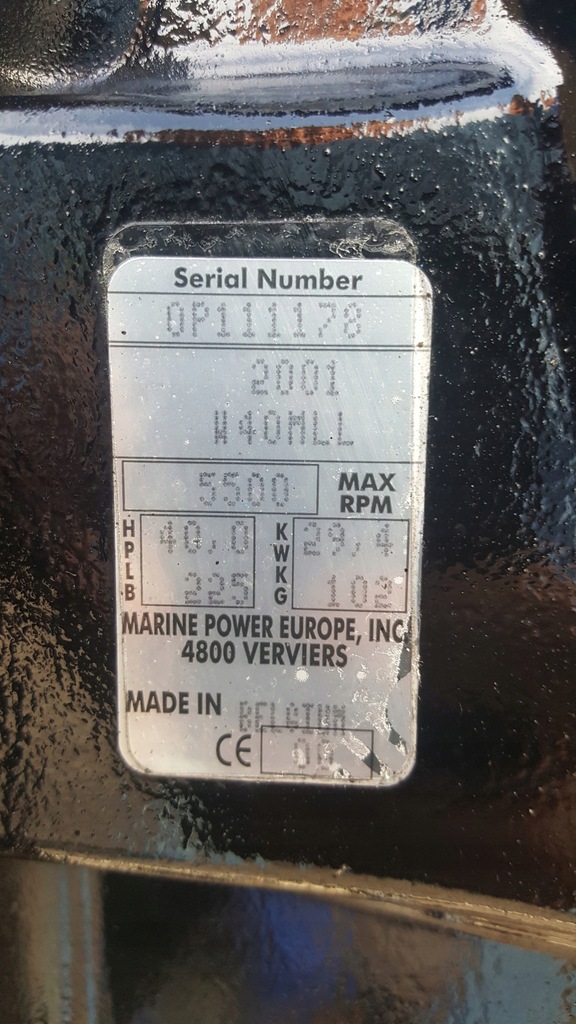 Serial Number
0P111178
2001
W40MLL
5500 MAX RPM
HP 40,0 KW 29,4
LB 225 KG 102
MARINE POWER EUROPE, INC
4800 VERVIERS
MADE IN BELGIUM
CE 00